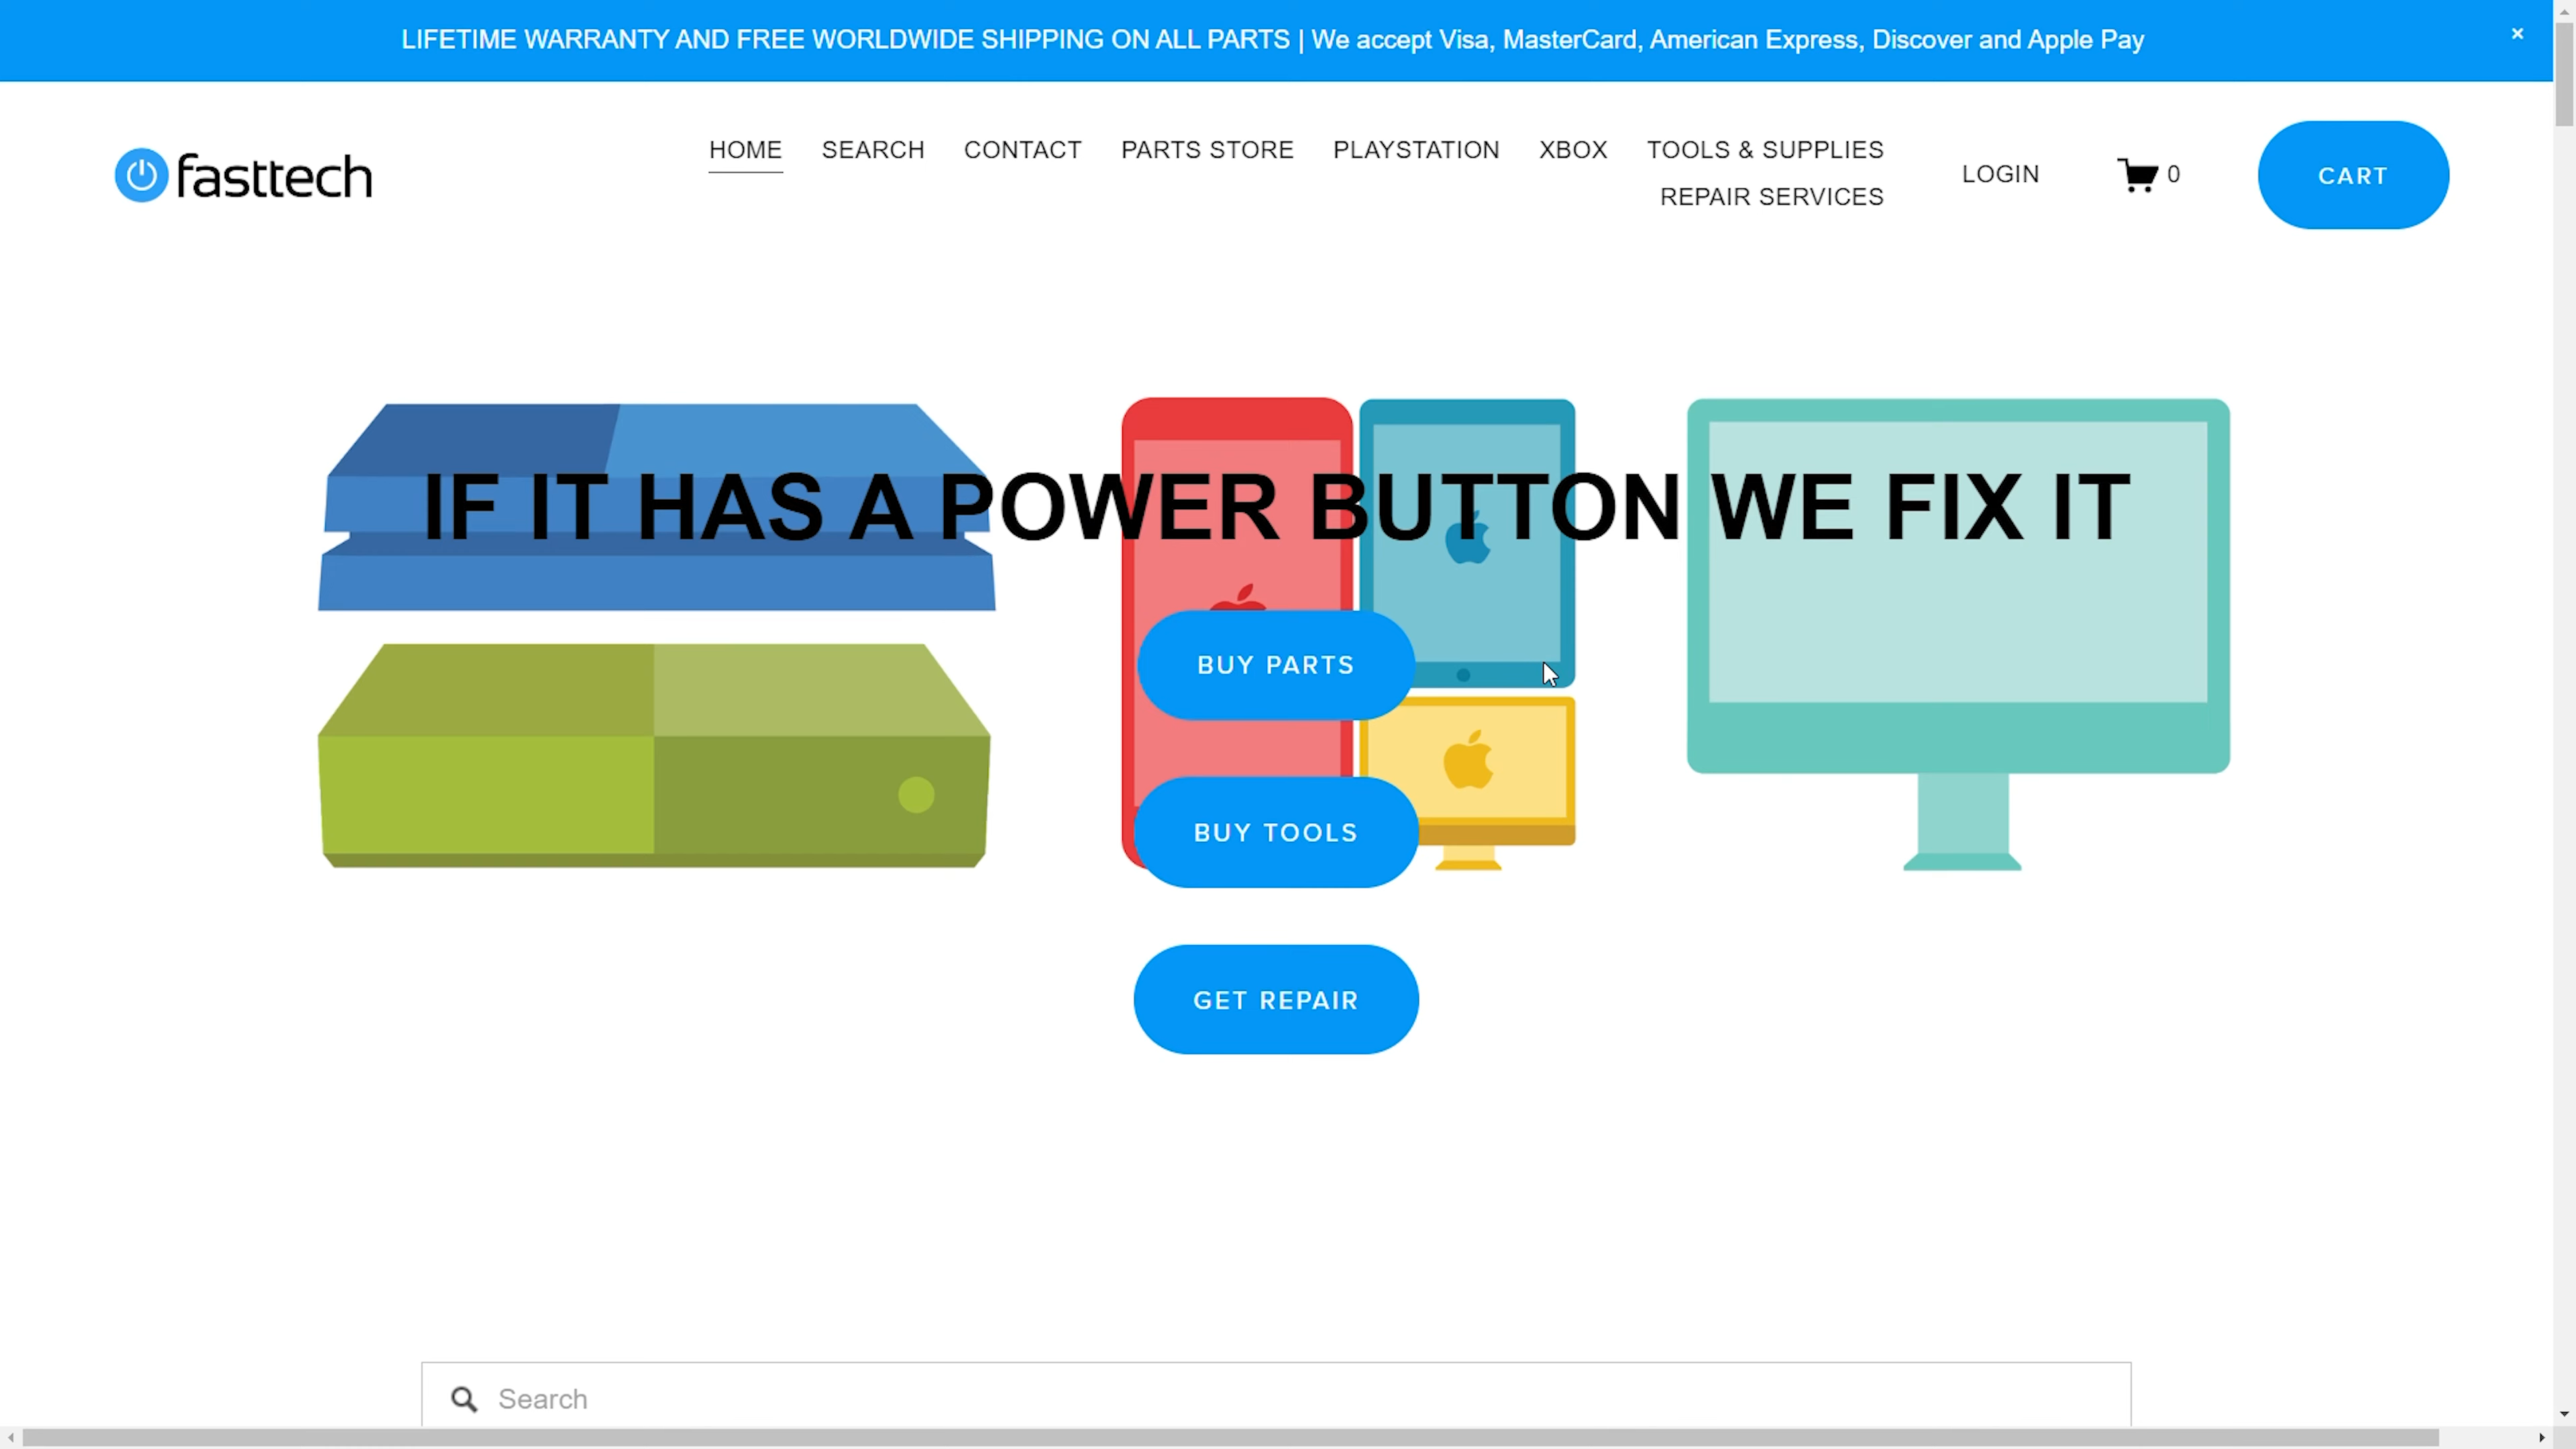 LIFETIME WARRANTY AND FREE WORLDWIDE SHIPPING ON ALL PARTS | We accept Visa, MasterCard, American Express, Discover and Apple Pay
×
fasttech
HOME SEARCH CONTACT PARTS STORE PLAYSTATION XBOX TOOLS & SUPPLIES
REPAIR SERVICES
LOGIN
0
CART
IF IT HAS A POWER BUTTON WE FIX IT
BUY PARTS
BUY TOOLS
GET REPAIR
Search